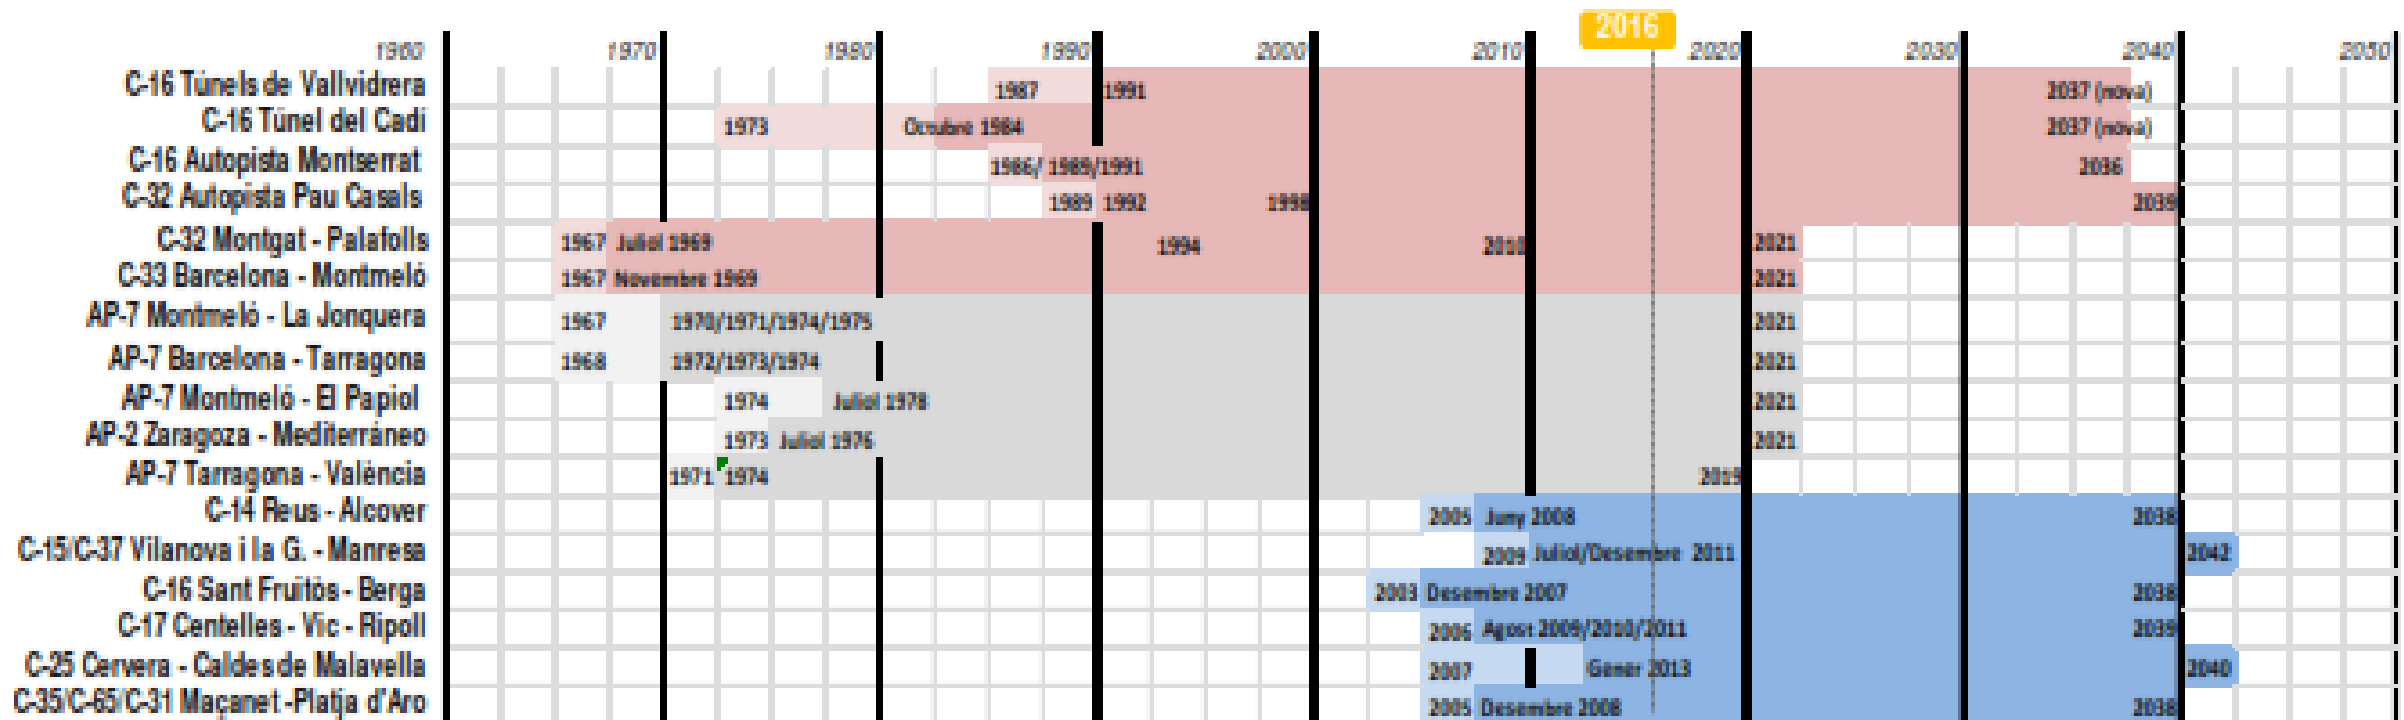 2016
1960 1970 1980 1990 2000 2010 2020 2030 2040 2050
C-16 Túnels de Vallvidrera 1987 1991 2037 (nova)
C-16 Túnel del Cadí 1973 Octubre 1984 2037 (nova)
C-16 Autopista Montserrat 1986/ 1989/1991 2036
C-32 Autopista Pau Casals 1989 1992 1998 2039
C-32 Montgat - Palafolls 1967 Juliol 1969 1994 2010 2021
C-33 Barcelona - Montmeló 1967 Novembre 1969 2021
AP-7 Montmeló - La Jonquera 1967 1970/1971/1974/1975 2021
AP-7 Barcelona - Tarragona 1968 1972/1973/1974 2021
AP-7 Montmeló - El Papiol 1974 Juliol 1978 2021
AP-2 Zaragoza - Mediterráneo 1973 Juliol 1976 2021
AP-7 Tarragona - València 1971 1974 2019
C-14 Reus - Alcover 2005 Juny 2008 2038
C-15/C-37 Vilanova i la G. - Manresa 2009 Juliol/Desembre 2011 2042
C-16 Sant Fruitós - Berga 2003 Desembre 2007 2038
C-17 Centelles - Vic - Ripoll 2006 Agost 2009/2010/2011 2039
C-25 Cervera - Caldes de Malavella 2007 Gener 2013 2040
C-35/C-65/C-31 Maçanet -Platja d'Aro 2005 Desembre 2008 2038